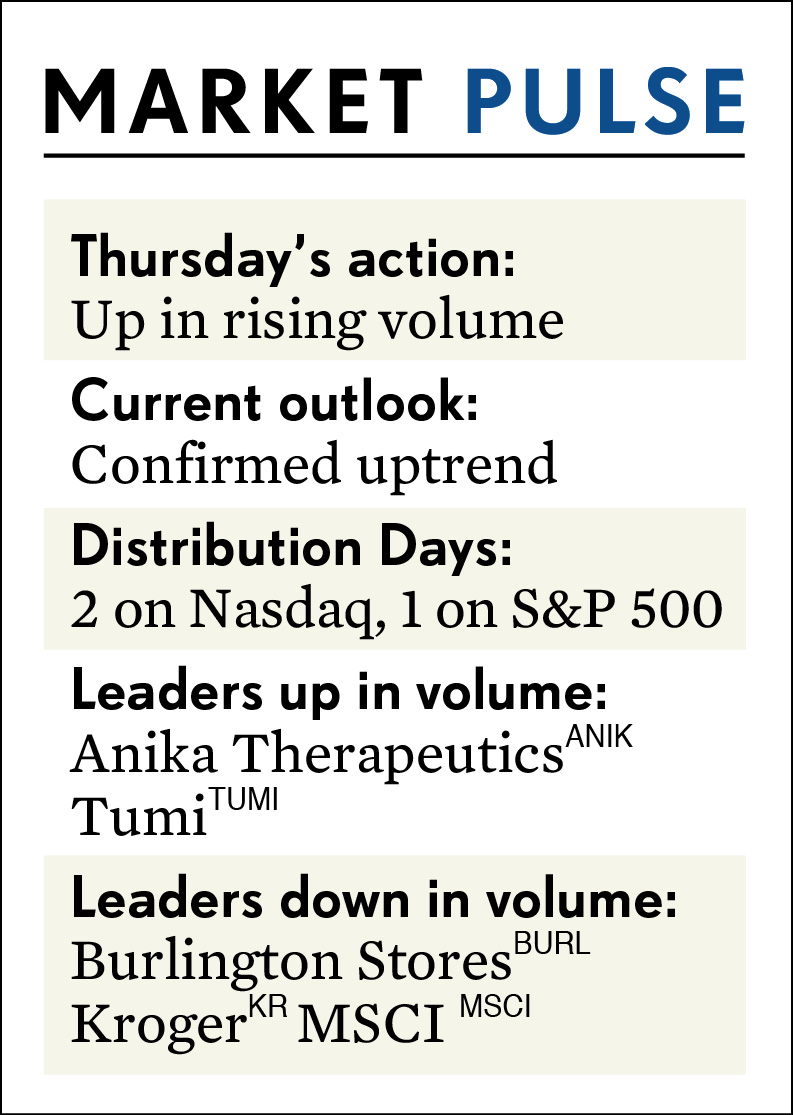 MARKET PULSE
Thursday’s action:
Up in rising volume
Current outlook:
Confirmed uptrend
Distribution Days:
2 on Nasdaq, 1 on S&P 500
Leaders up in volume:
Anika Therapeutics ANIK
Tumi TUMI
Leaders down in volume:
Burlington Stores BURL
Kroger KR MSCI MSCI